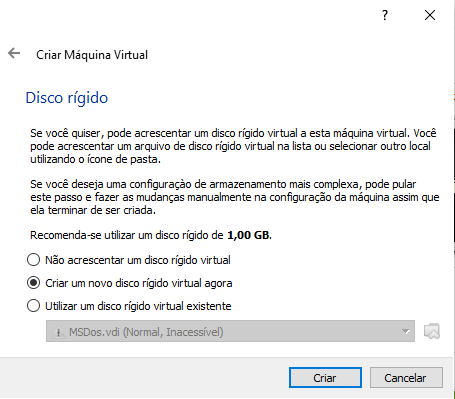 ?
Criar Máquina Virtual
Disco rígido
Se você quiser, pode acrescentar um disco rígido virtual a esta máquina virtual. Você
pode acrescentar um arquivo de disco rígido virtual na lista ou selecionar outro local
utilizando o ícone de pasta.
Se você deseja uma configuração de armazenamento mais complexa, pode pular
este passo e fazer as mudanças manualmente na configuração da máquina assim que
ela terminar de ser criada.
Recomenda-se utilizar um disco rígido de 1,00 GB.
Não acrescentar um disco rígido virtual
Criar um novo disco rígido virtual agora
Utilizar um disco rígido virtual existente
MSDos.vdi (Normal, Inacessível)
Criar
Cancelar